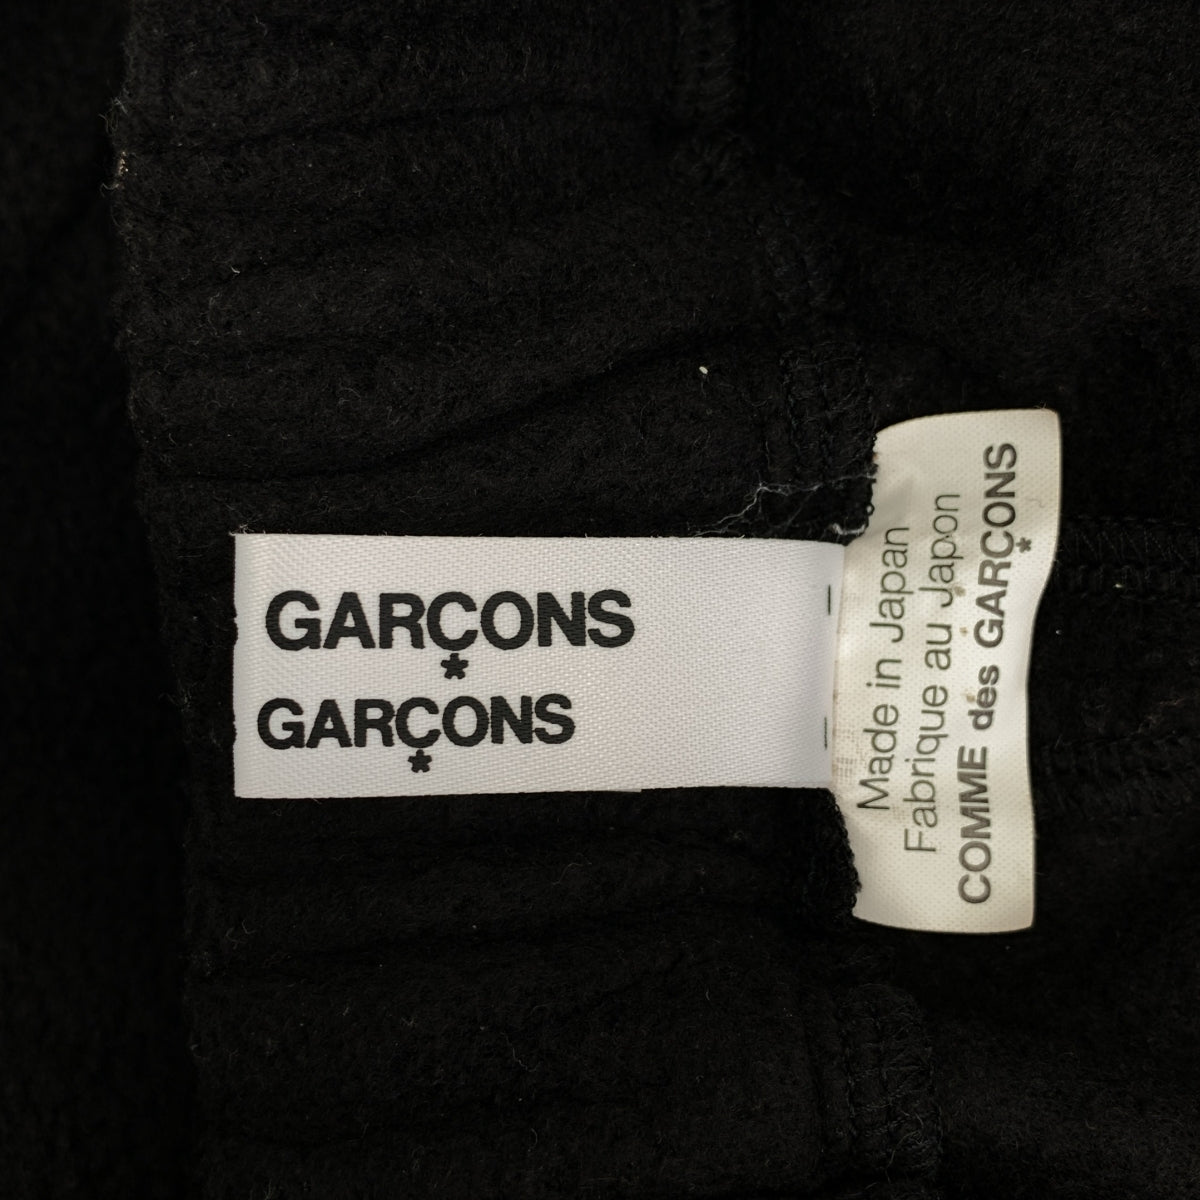 GARÇONS
GARÇONS
Made in Japan
Fabrique au Japon
COMME des GARÇONS